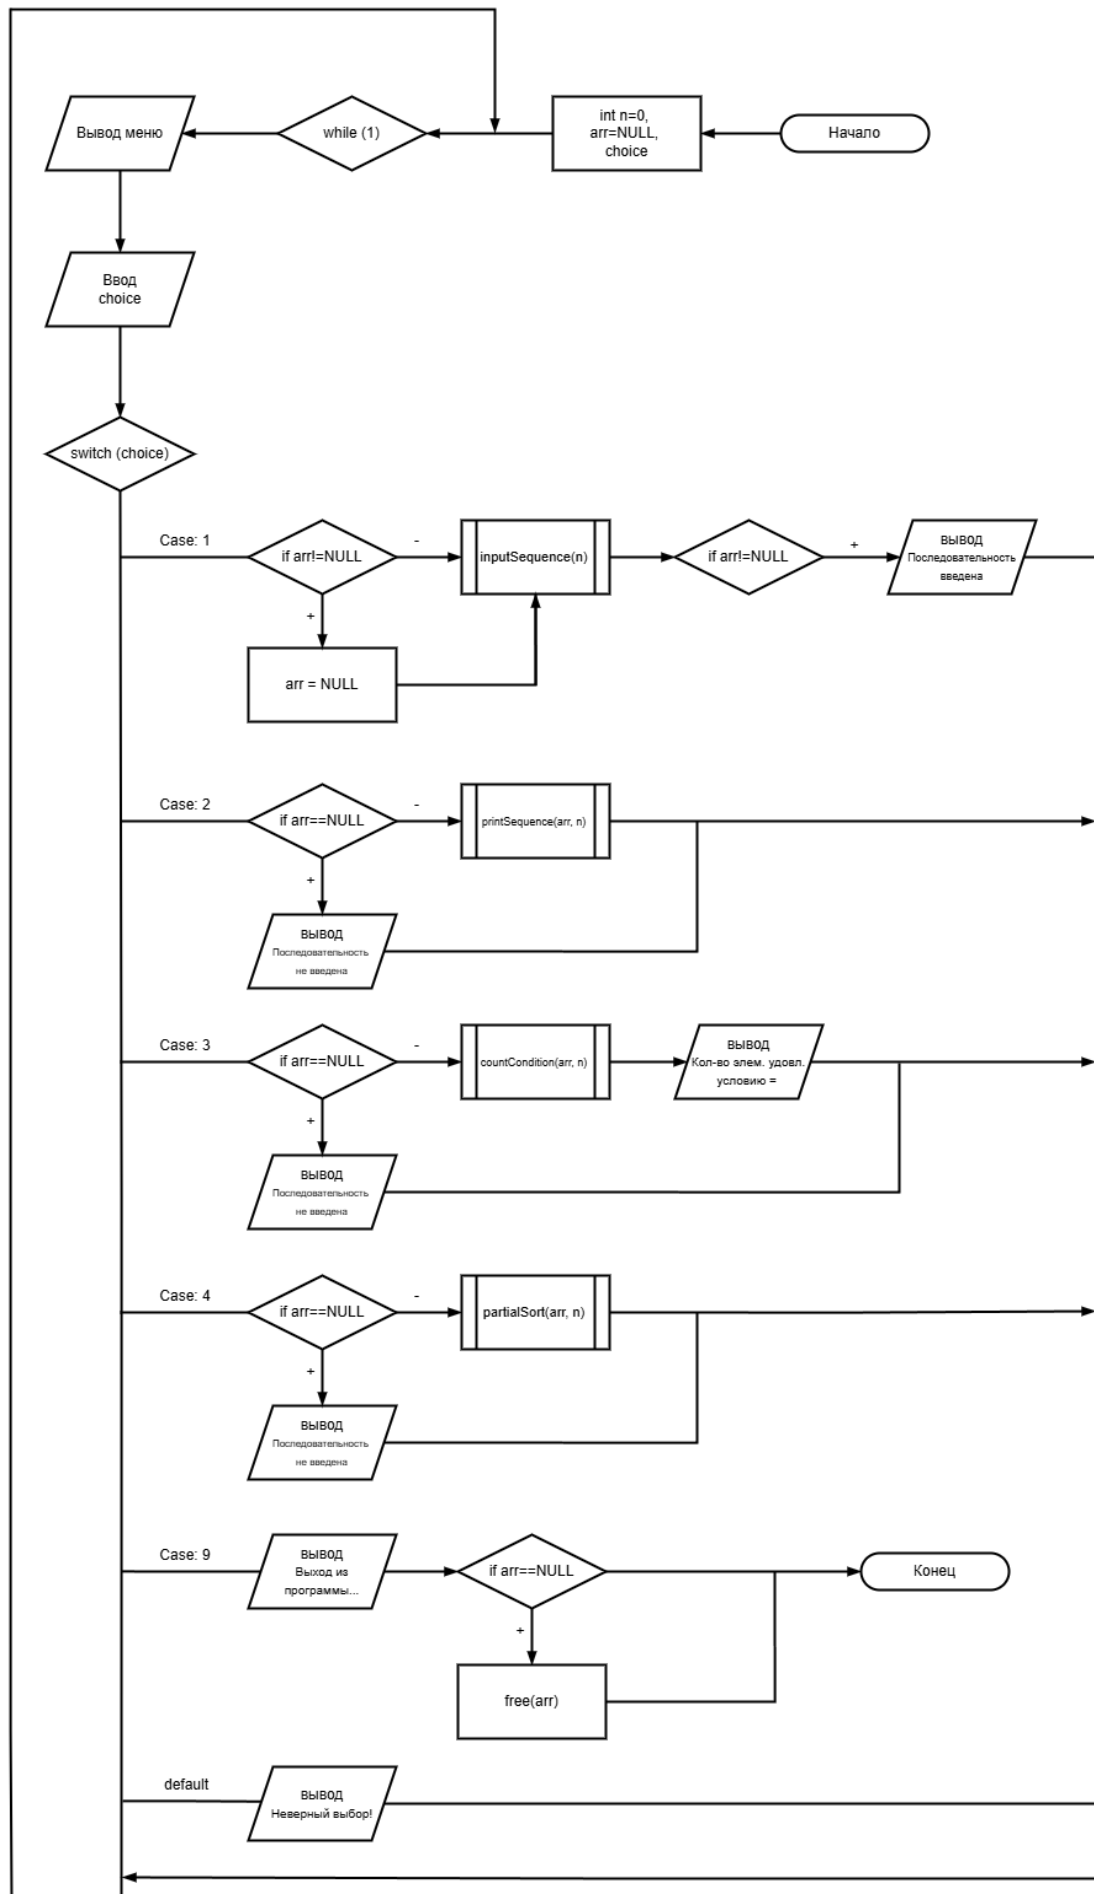 Начало
int n=0,
arr=NULL,
choice
while (1)
Вывод меню
Ввод
choice
switch (choice)
Case: 1
if arr!=NULL
-
+
arr = NULL
inputSequence(n)
if arr!=NULL
+
ВЫВОД
Последовательность
введена
Case: 2
if arr==NULL
-
+
printSequence(arr, n)
ВЫВОД
Последовательность
не введена
Case: 3
if arr==NULL
-
+
countCondition(arr, n)
ВЫВОД
Кол-во элем. удовл.
условию =
ВЫВОД
Последовательность
не введена
Case: 4
if arr==NULL
-
+
partialSort(arr, n)
ВЫВОД
Последовательность
не введена
Case: 9
ВЫВОД
Выход из
программы...
if arr==NULL
+
free(arr)
Конец
default
ВЫВОД
Неверный выбор!